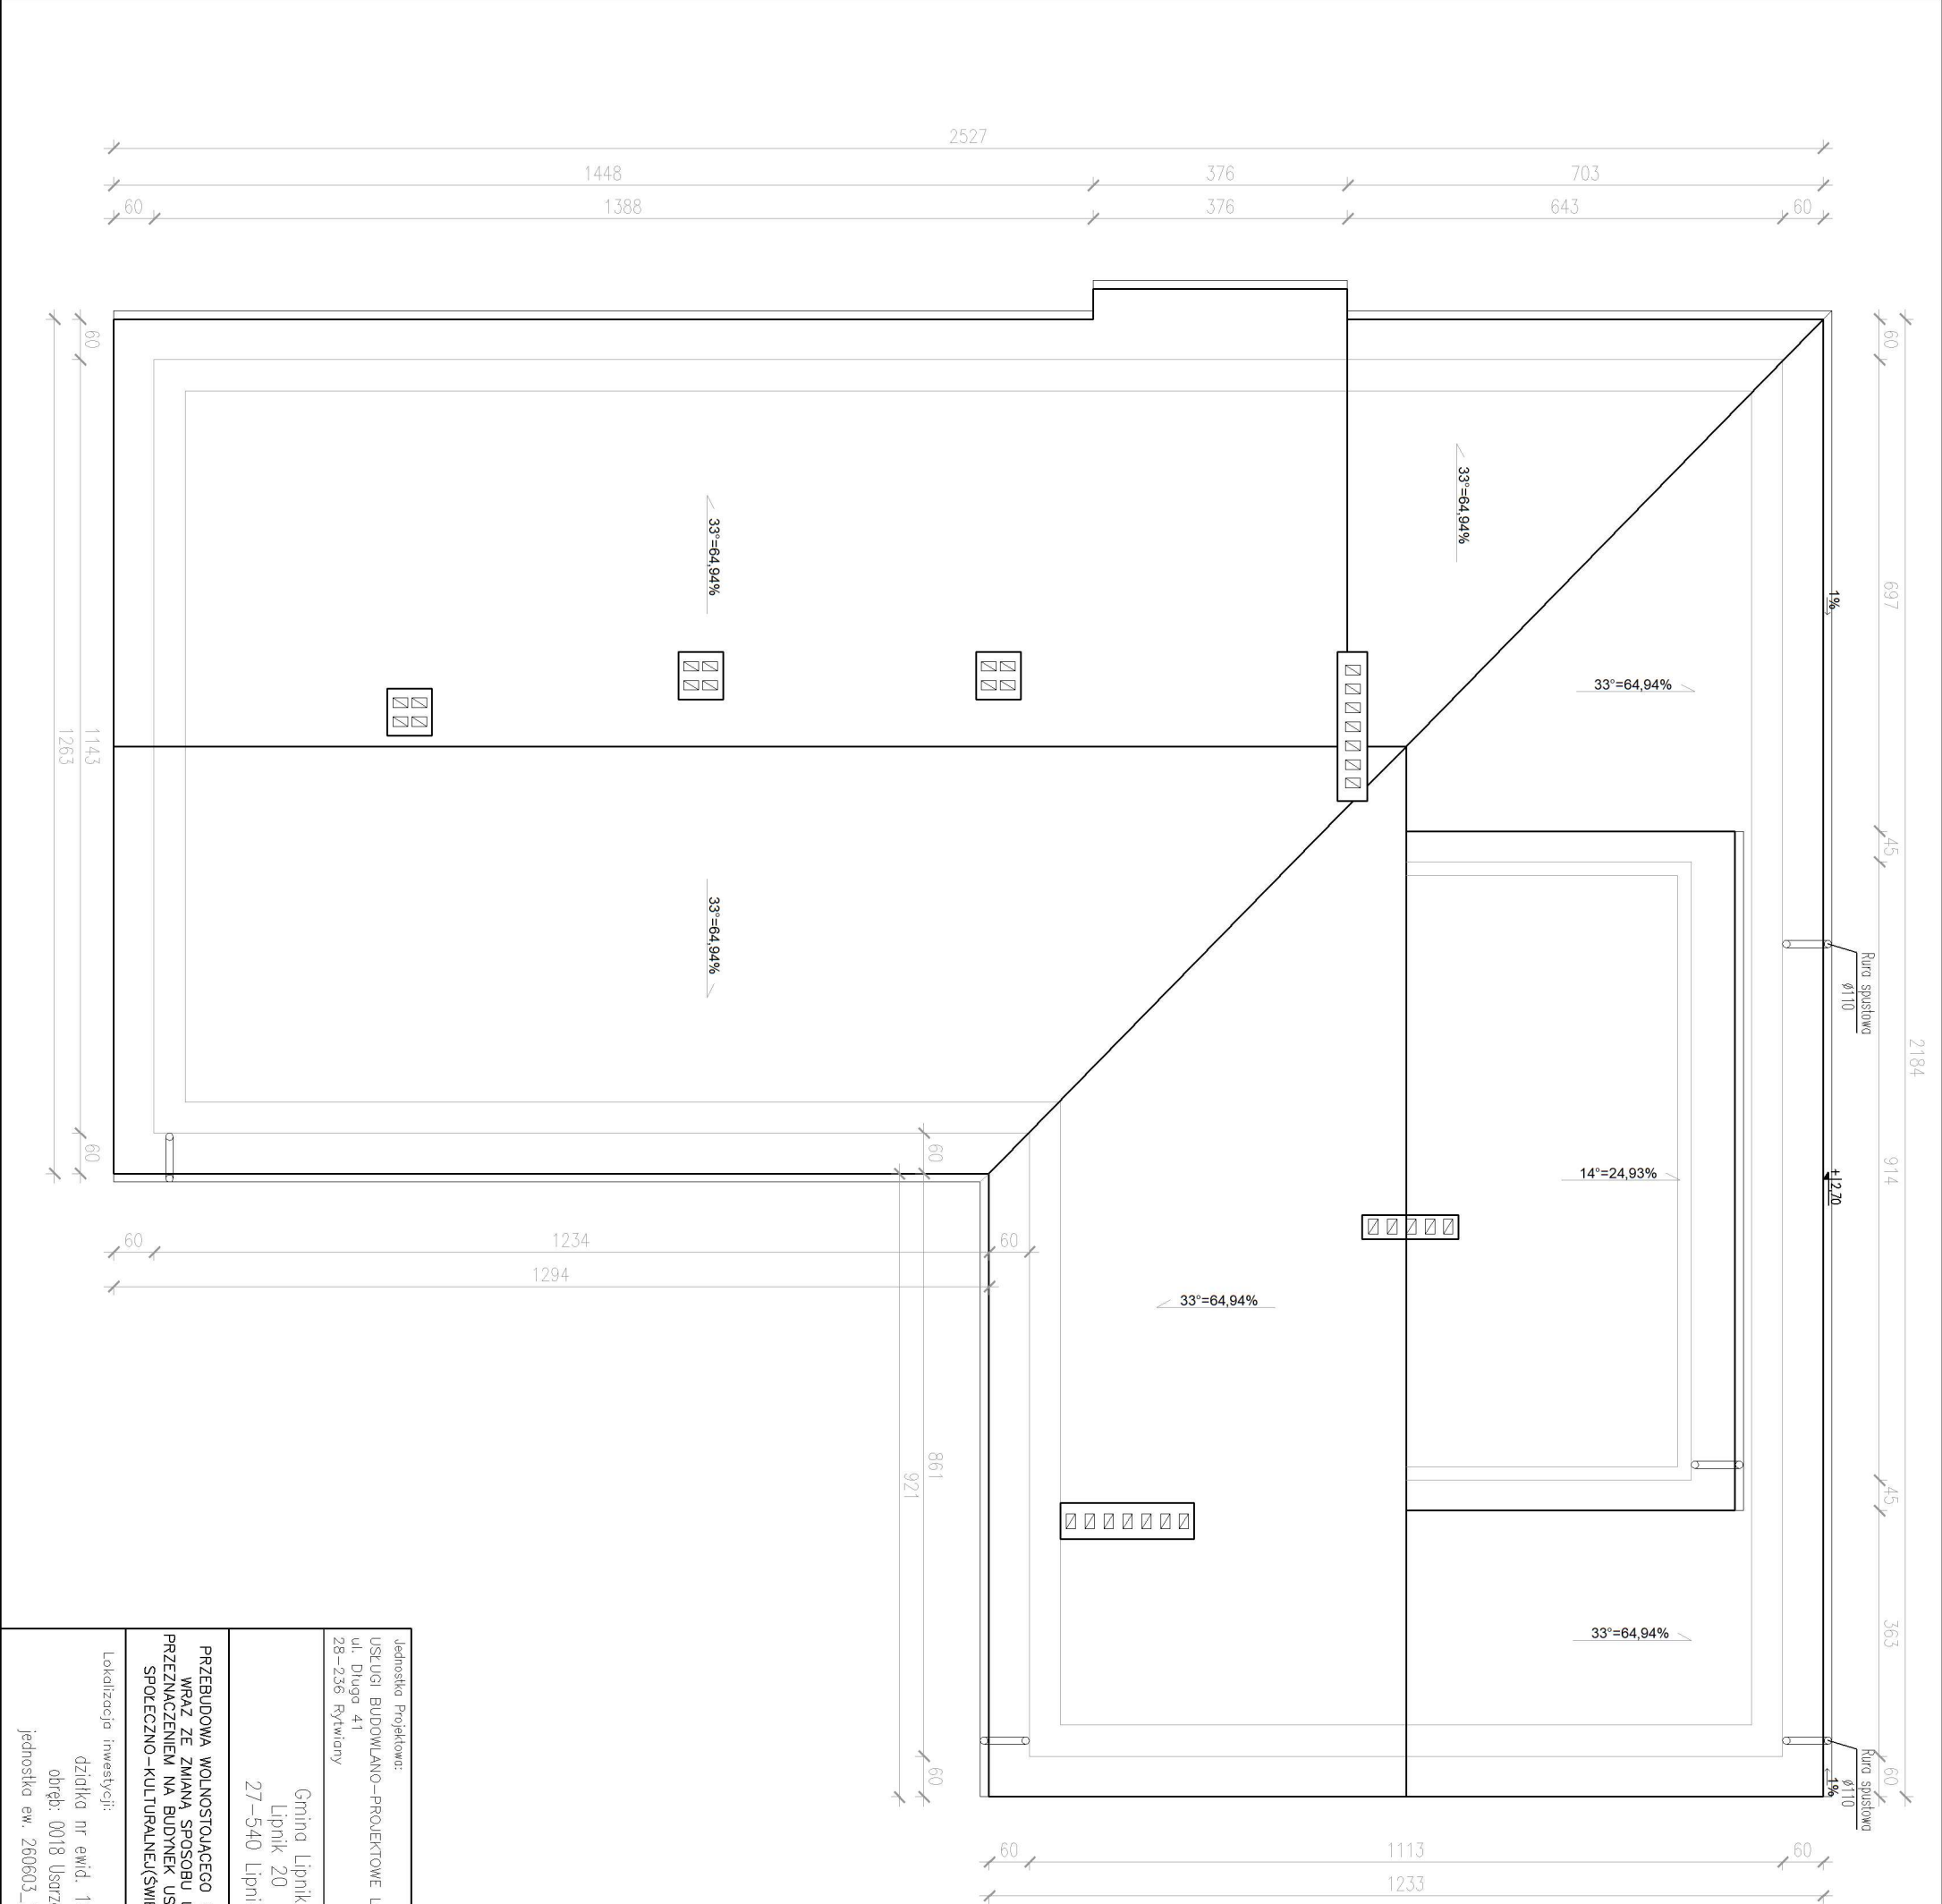 2527
1448
376
703
60
1388
376
643
60
60
1143
60
1263
60
697
45
914
45
363
60
2184
33°=64,94%
33°=64,94%
33°=64,94%
33°=64,94%
14°=24,93%
33°=64,94%
33°=64,94%
1%
Rura spustowa
ø110
+12,70
Rura spustowa
ø110
1%
60
1234
60
1294
60
861
60
921
60
1113
60
1233
Jednostka Projektowa:
USŁUGI BUDOWLANO-PROJEKTOWE
ul. Długa 41
28-236 Rytwiany
Gmina Lipnik
Lipnik 20
27-540
PRZEBUDOWA WOLNOSTOJĄCEGO
WRAZ ZE ZMIANĄ SPOSOBU
PRZEZNACZENIEM NA BUDYNEK
SPOŁECZNO-KULTURALNEJ
Lokalizacja inwestycji:
działka nr ewid.
obręb: 0018
jednostka ew. 260603_